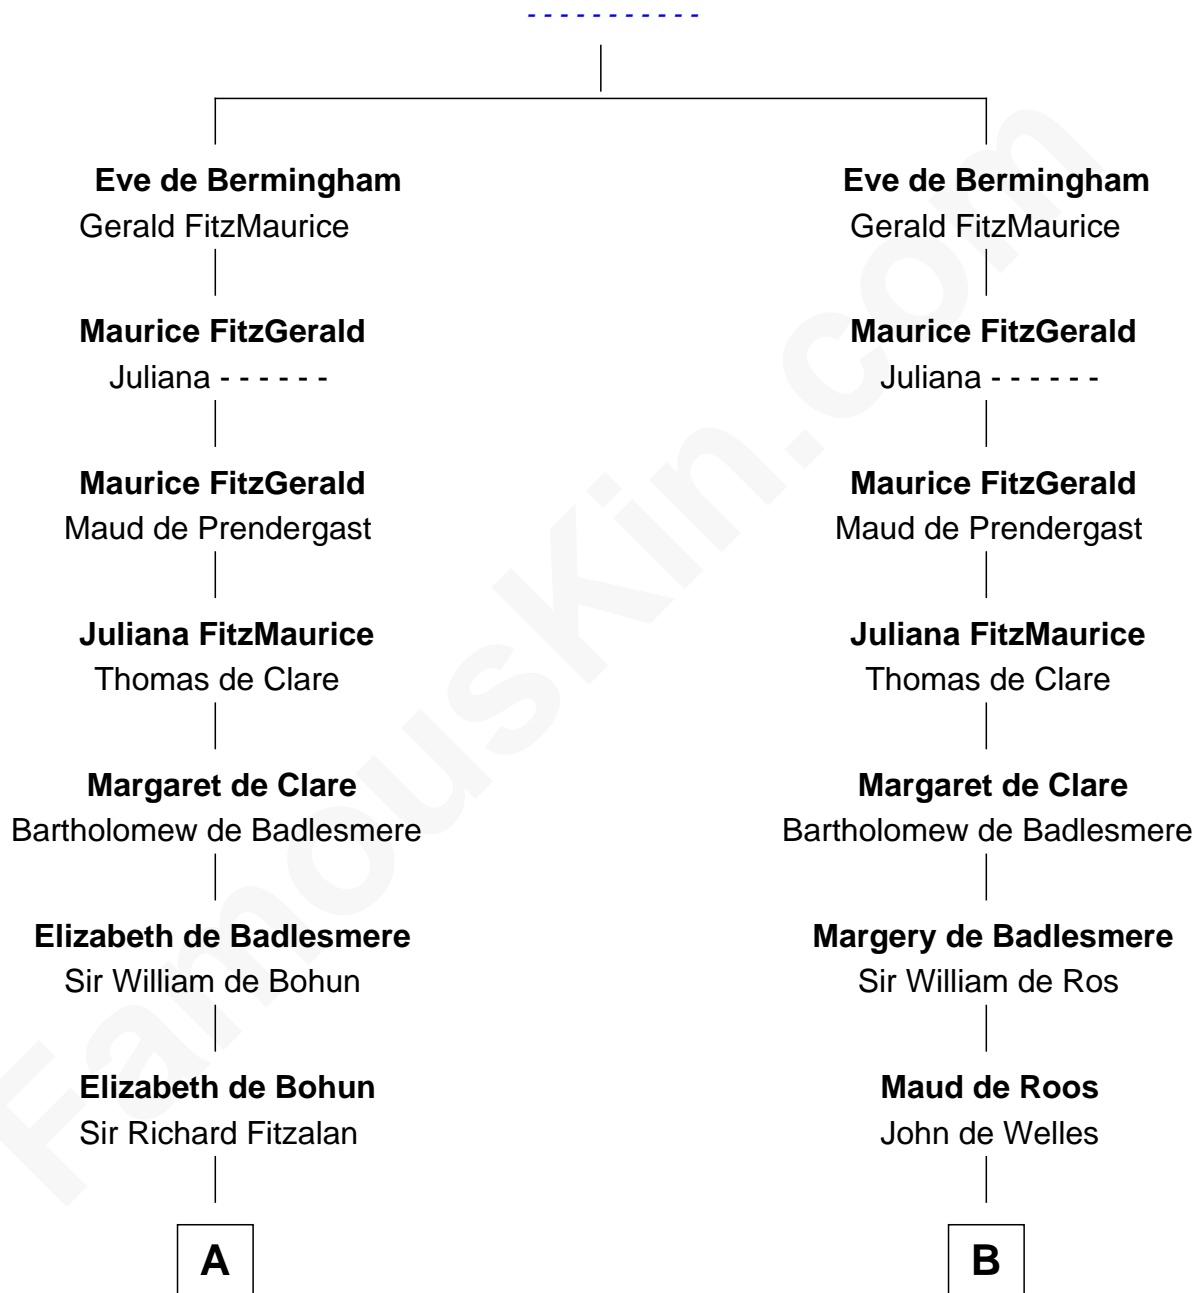 - - - - - - - - - - -
Eve de Bermingham Eve de Bermingham
Gerald FitzMaurice Gerald FitzMaurice
Maurice FitzGerald Maurice FitzGerald
Juliana - - - - - - Juliana - - - - - -
Maurice FitzGerald Maurice FitzGerald
Maud de Prendergast Maud de Prendergast
Juliana FitzMaurice Juliana FitzMaurice
Thomas de Clare Thomas de Clare
Margaret de Clare Margaret de Clare
Bartholomew de Badlesmere Bartholomew de Badlesmere
Elizabeth de Badlesmere Margery de Badlesmere
Sir William de Bohun Sir William de Ros
Elizabeth de Bohun Maud de Roos
Sir Richard Fitzalan John de Welles
A B
FamousKin.com